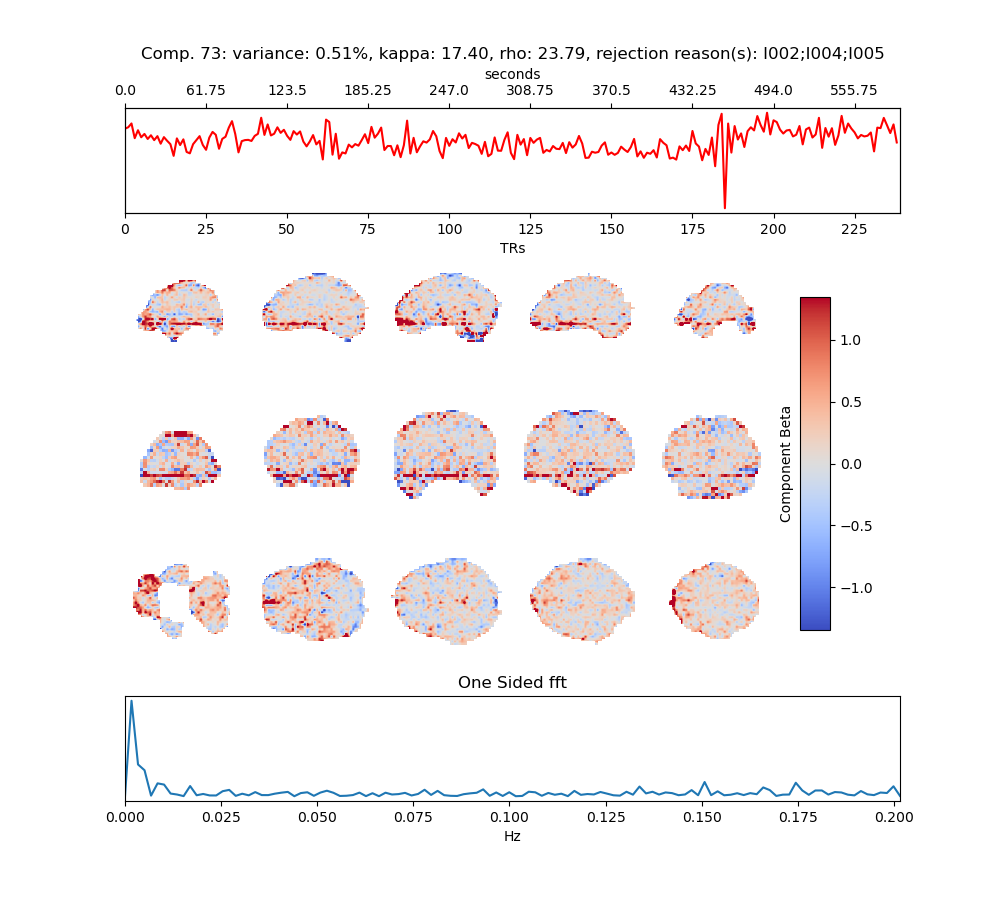 Comp. 73: variance: 0.51%, kappa: 17.40, rho: 23.79, rejection reason(s): I002;I004;I005
seconds
0.0 61.75 123.5 185.25 247.0 308.75 370.5 432.25 494.0 555.75
0 25 50 75 100 125 150 175 200 225
TRs
1.0
0.5
0.0
−0.5
−1.0
Component Beta
One Sided fft
0.000 0.025 0.050 0.075 0.100 0.125 0.150 0.175 0.200
Hz